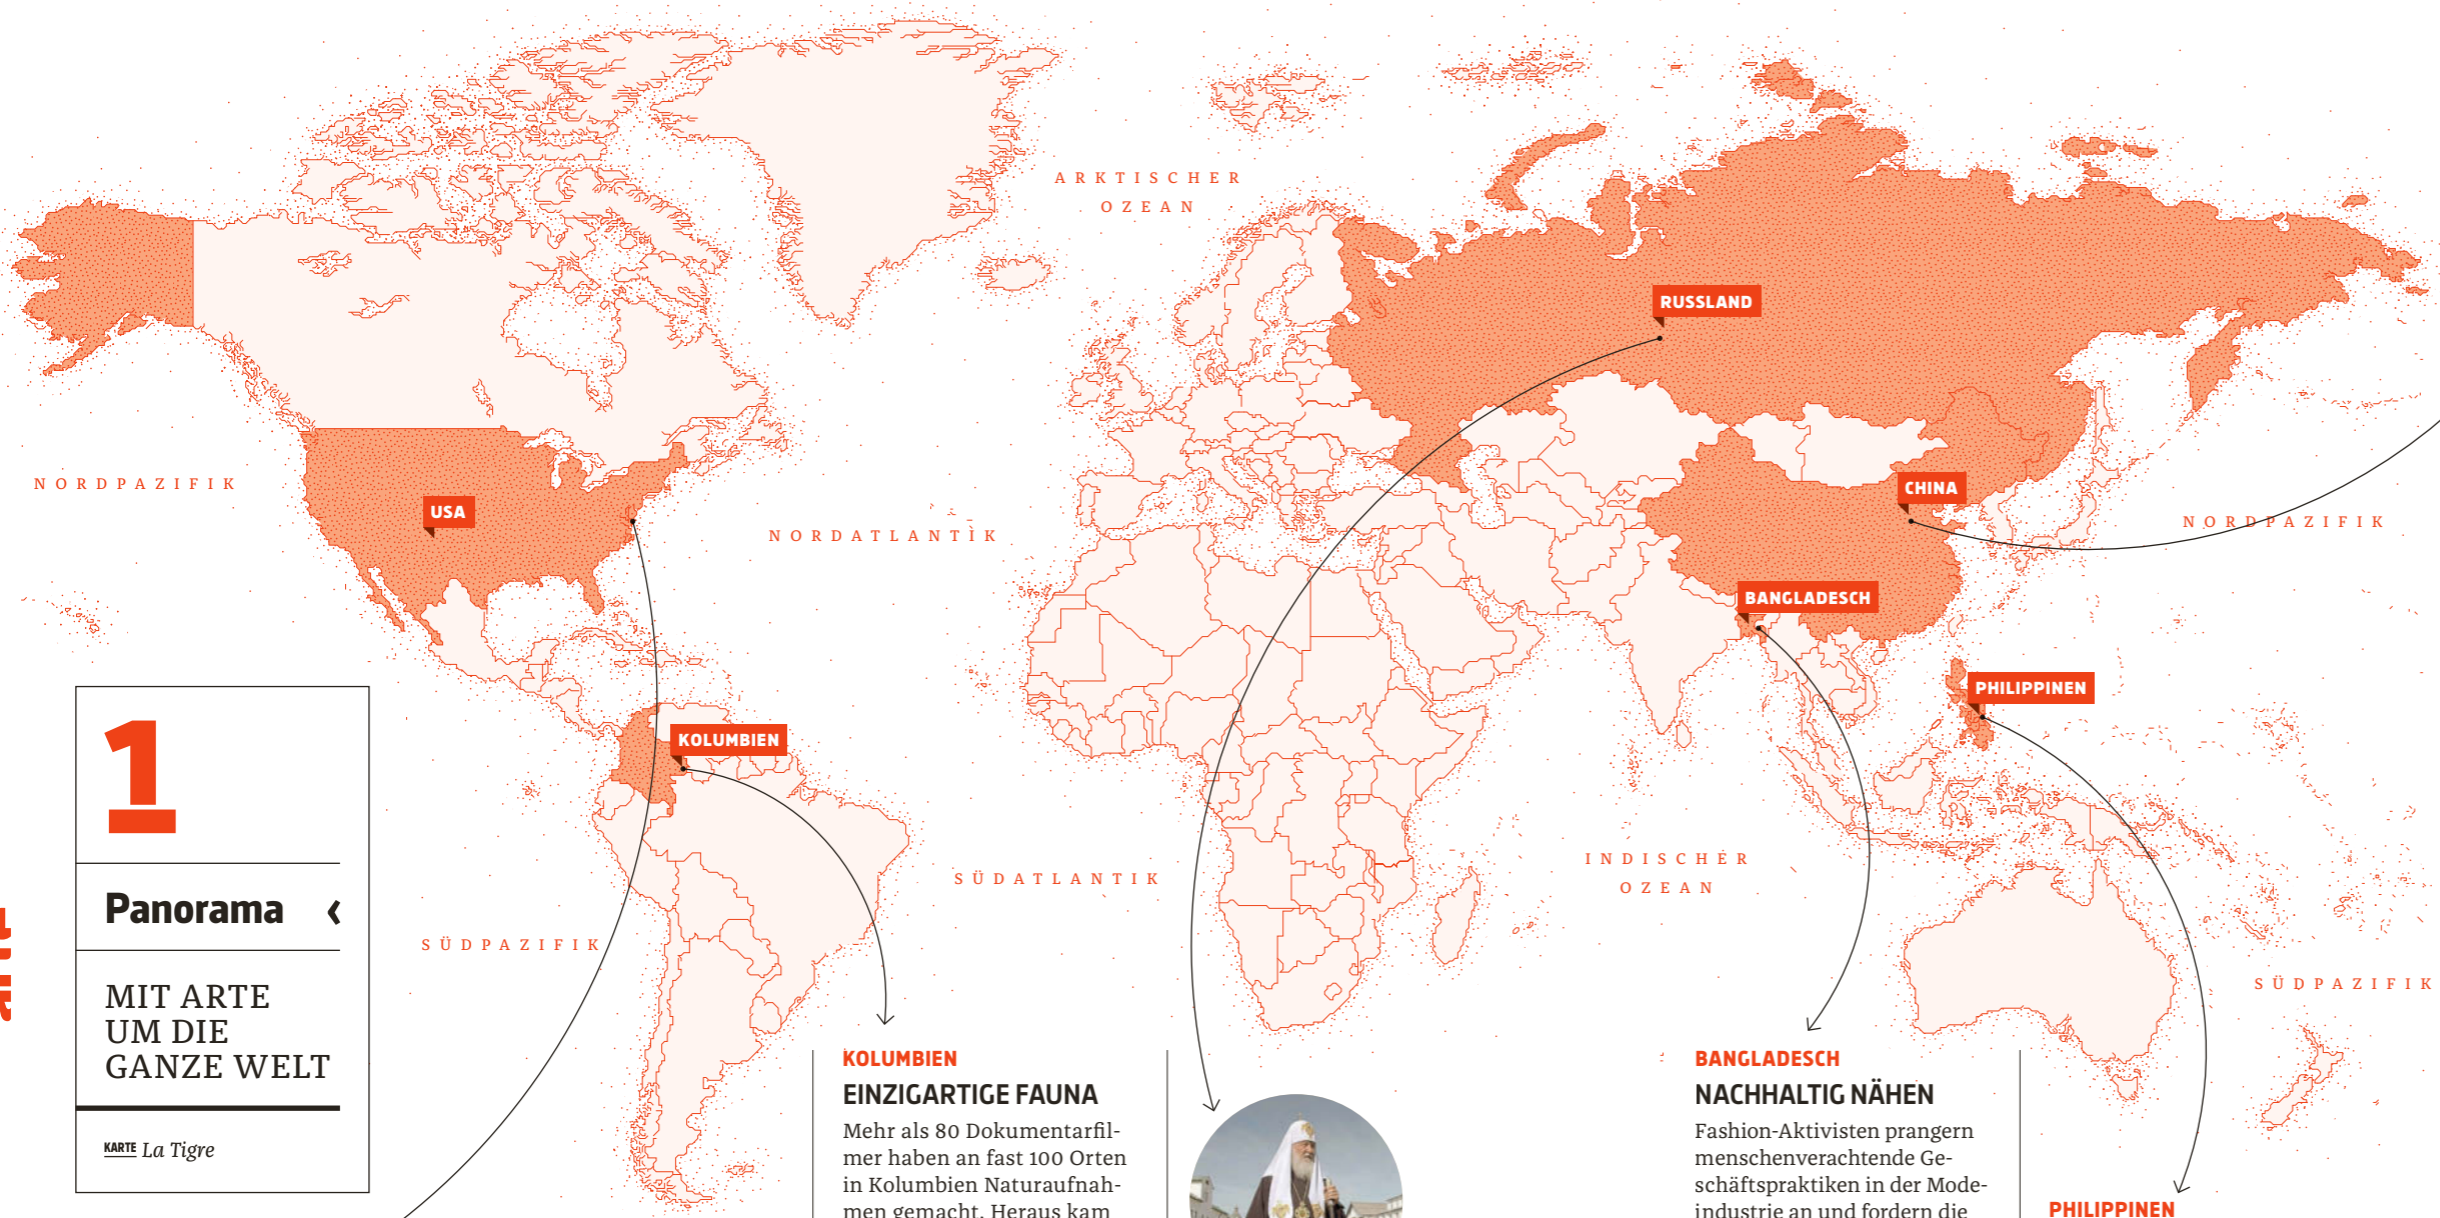 ARKTISCHER
OZEAN
RUSSLAND
NORDPAZIFIK
USA
NORDATLANTIK
CHINA
NORDPAZIFIK
BANGLADESCH
PHILIPPINEN
KOLUMBIEN
INDISCHER
OZEAN
SÜDATLANTIK
SÜDPAZIFIK
SÜDPAZIFIK
1
Panorama ‹
MIT ARTE
UM DIE
GANZE WELT
KARTE La Tigre
KOLUMBIEN
EINZIGARTIGE FAUNA
Mehr als 80 Dokumentarfil-
mer haben an fast 100 Orten
in Kolumbien Naturaufnah-
men gemacht. Heraus kam
BANGLADESCH
NACHHALTIG NÄHEN
Fashion-Aktivisten prangern
menschenverachtende Ge-
schäftspraktiken in der Mode-
industrie an und fordern die
PHILIPPINEN